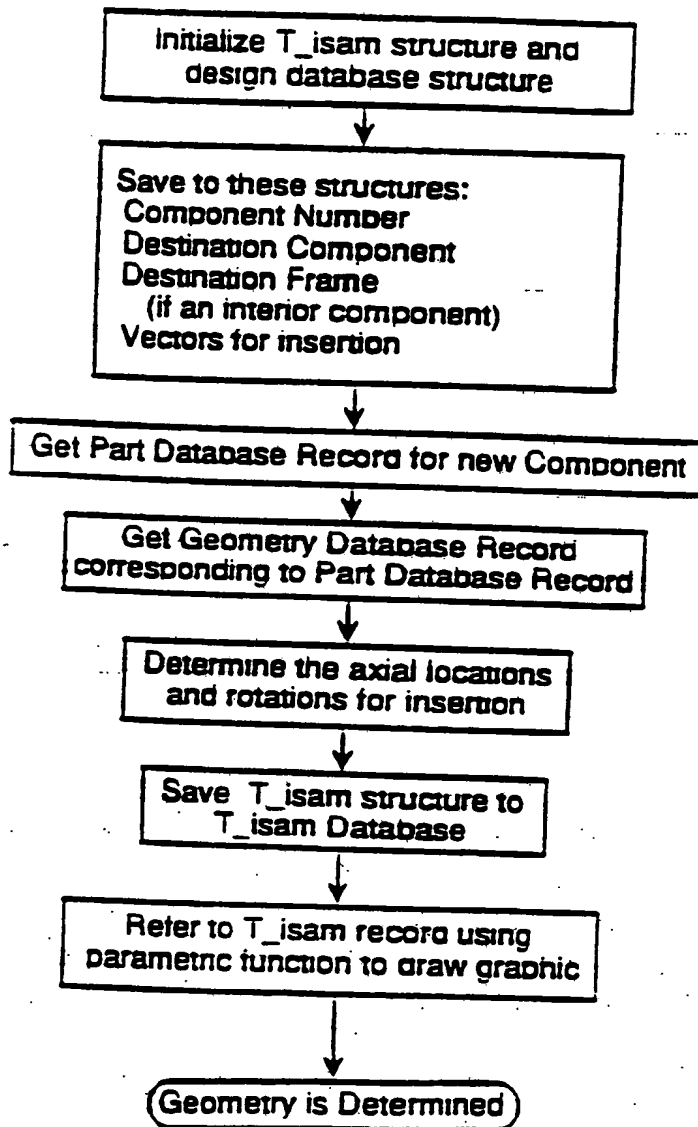 Initialize T_isam structure and
design database structure
Save to these structures:
Component Number
Destination Component
Destination Frame
(if an interior component)
Vectors for insertion
Get Part Database Record for new Component
Get Geometry Database Record
corresponding to Part Database Record
Determine the axial locations
and rotations for insertion
Save T_isam structure to
T_isam Database
Refer to T_isam record using
parametric function to draw graphic
Geometry is Determined